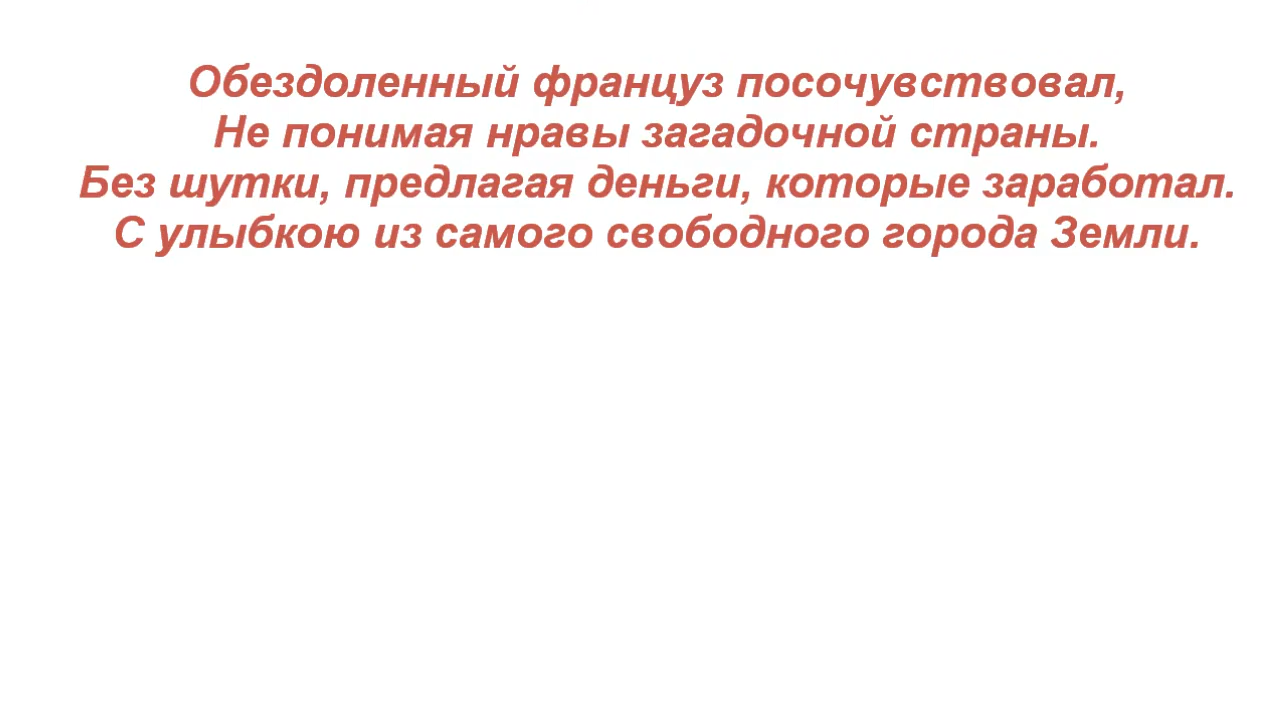 Обездоленный француз посочувствовал,
Не понимая нравы загадочной страны.
Без шутки, предлагая деньги, которые заработал.
С улыбкою из самого свободного города Земли.